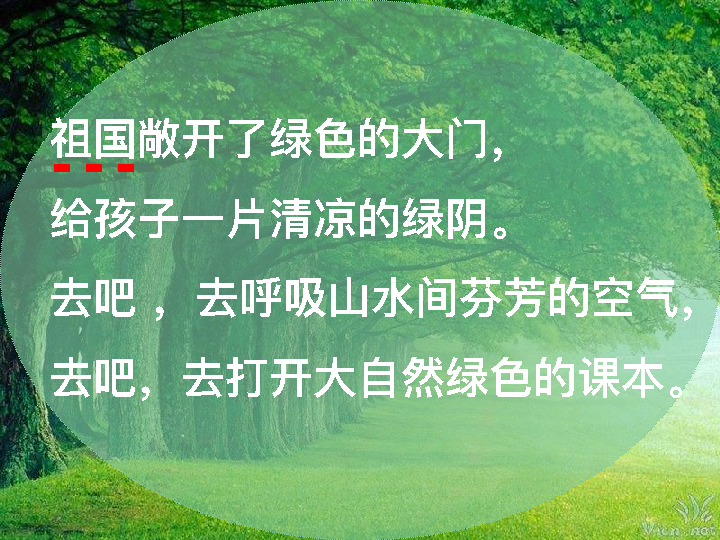 祖国敞开了绿色的大门，
给孩子一片清凉的绿阴。
去吧 ，去呼吸山水间芬芳的空气，
去吧，去打开大自然绿色的课本。